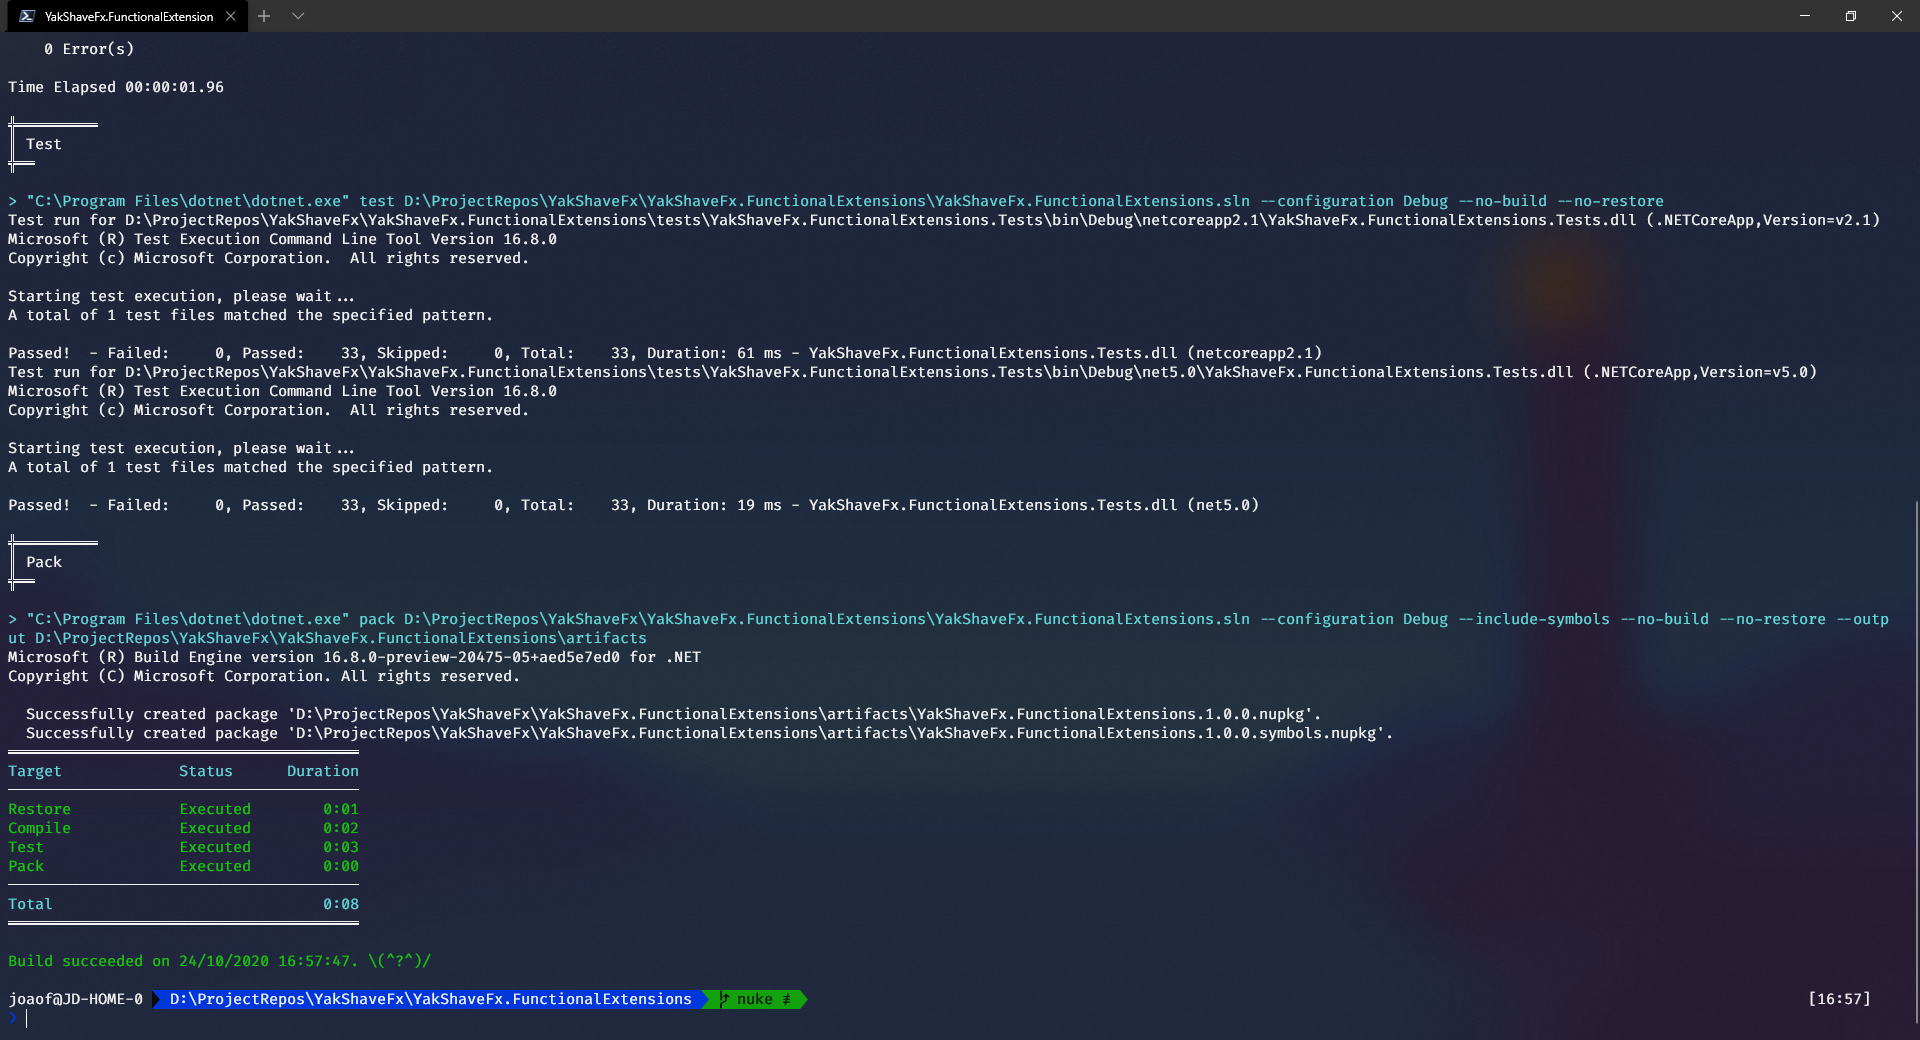 YakShaveFx.FunctionalExtension
0 Error(s)
Time Elapsed 00:00:01.96
Test
> "C:\Program Files\dotnet\dotnet.exe" test D:\ProjectRepos\YakShaveFx\YakShaveFx.FunctionalExtensions\YakShaveFx.FunctionalExtensions.sln --configuration Debug --no-build --no-restore
Test run for D:\ProjectRepos\YakShaveFx\YakShaveFx.FunctionalExtensions\tests\YakShaveFx.FunctionalExtensions.Tests\bin\Debug\netcoreapp2.1\YakShaveFx.FunctionalExtensions.Tests.dll (.NETCoreApp,Version=v2.1)
Microsoft (R) Test Execution Command Line Tool Version 16.8.0
Copyright (c) Microsoft Corporation.  All rights reserved.
Starting test execution, please wait...
A total of 1 test files matched the specified pattern.
Passed!  - Failed:     0, Passed:    33, Skipped:     0, Total:    33, Duration: 61 ms - YakShaveFx.FunctionalExtensions.Tests.dll (netcoreapp2.1)
Test run for D:\ProjectRepos\YakShaveFx\YakShaveFx.FunctionalExtensions\tests\YakShaveFx.FunctionalExtensions.Tests\bin\Debug\net5.0\YakShaveFx.FunctionalExtensions.Tests.dll (.NETCoreApp,Version=v5.0)
Microsoft (R) Test Execution Command Line Tool Version 16.8.0
Copyright (c) Microsoft Corporation.  All rights reserved.
Starting test execution, please wait...
A total of 1 test files matched the specified pattern.
Passed!  - Failed:     0, Passed:    33, Skipped:     0, Total:    33, Duration: 19 ms - YakShaveFx.FunctionalExtensions.Tests.dll (net5.0)
Pack
> "C:\Program Files\dotnet\dotnet.exe" pack D:\ProjectRepos\YakShaveFx\YakShaveFx.FunctionalExtensions\YakShaveFx.FunctionalExtensions.sln --configuration Debug --include-symbols --no-build --no-restore --outp
ut D:\ProjectRepos\YakShaveFx\YakShaveFx.FunctionalExtensions\artifacts
Microsoft (R) Build Engine version 16.8.0-preview-20475-05+aed5e7ed0 for .NET
Copyright (C) Microsoft Corporation. All rights reserved.
Successfully created package 'D:\ProjectRepos\YakShaveFx\YakShaveFx.FunctionalExtensions\artifacts\YakShaveFx.FunctionalExtensions.1.0.0.nupkg'.
Successfully created package 'D:\ProjectRepos\YakShaveFx\YakShaveFx.FunctionalExtensions\artifacts\YakShaveFx.FunctionalExtensions.1.0.0.symbols.nupkg'.
Target Status Duration
Restore Executed 0:01
Compile Executed 0:02
Test Executed 0:03
Pack Executed 0:00
Total 0:08
Build succeeded on 24/10/2020 16:57:47. \(^?^)/
joaof@JD-HOME-0 D:\ProjectRepos\YakShaveFx\YakShaveFx.FunctionalExtensions nuke ≢ [16:57]
❯